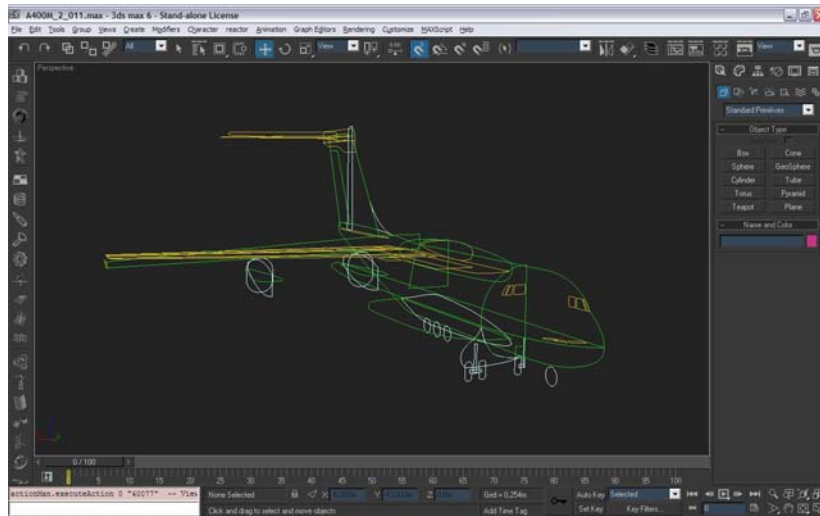 A400M_2_011.max - 3ds max 6 - Stand-alone License
File Edit Tools Group Views Create Modifiers Character reactor Animation Graph Editors Rendering Customize MAXScript Help
All View View
Perspective
Standard Primitives
- Object Type
Box Cone
Sphere GeoSphere
Cylinder Tube
Torus Pyramid
Teapot Plane
- Name and Color
0 / 100
0 5 10 15 20 25 30 35 40 45 50 55 60 65 70 75 80 85 90 95 100
actionMan.executeAction 0 "40077" -- View
None Selected X: Y: Z: Grid = 0.254m Auto Key Selected
Click and drag to select and move objects Add Time Tag Set Key Key Filters... 0